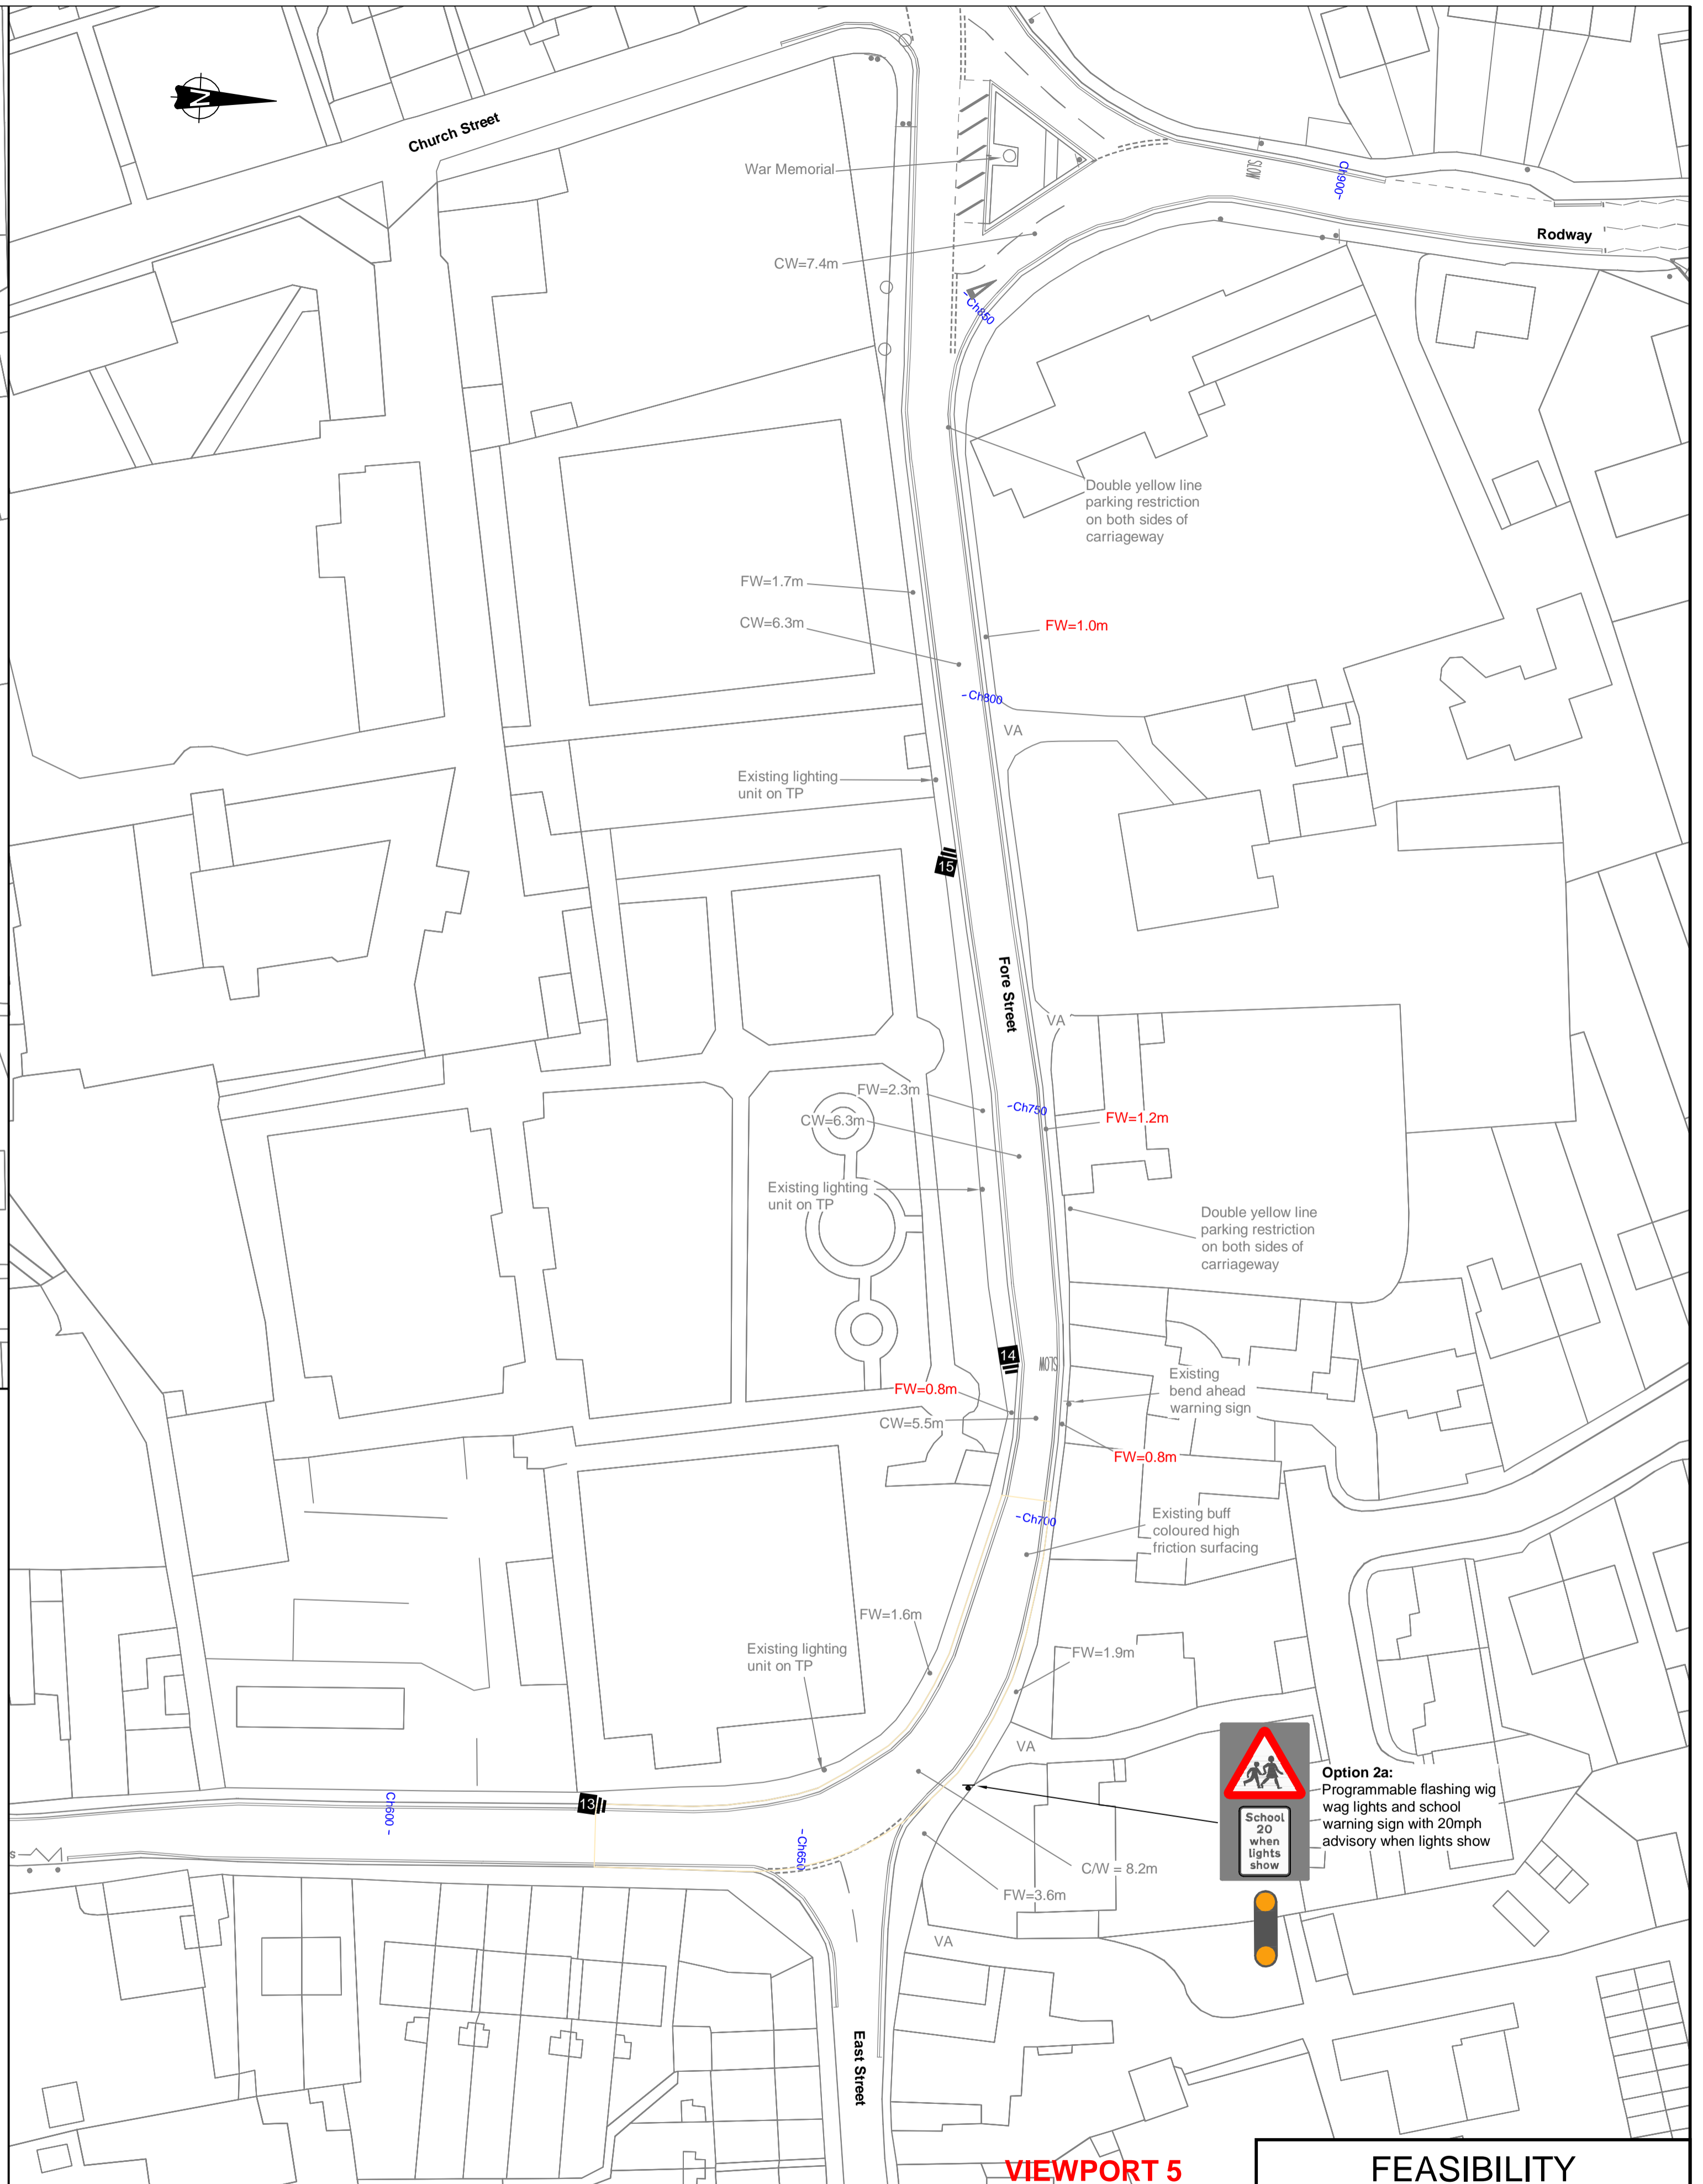 N
Church Street
War Memorial
SLOW
Ch900-
Rodway
CW=7.4m
-Ch850
Double yellow line
parking restriction
on both sides of
carriageway
FW=1.7m
CW=6.3m
FW=1.0m
-Ch800
VA
Existing lighting
unit on TP
15
Fore Street
VA
FW=2.3m
-Ch750
CW=6.3m
FW=1.2m
Existing lighting
unit on TP
Double yellow line
parking restriction
on both sides of
carriageway
14
SLOW
FW=0.8m
CW=5.5m
Existing
bend ahead
warning sign
FW=0.8m
-Ch700
Existing buff
coloured high
friction surfacing
FW=1.6m
Existing lighting
unit on TP
FW=1.9m
VA
Option 2a:
Programmable flashing wig
wag lights and school
warning sign with 20mph
advisory when lights show
School
20
when
lights
show
Ch600 -
13
-Ch650
s
C/W = 8.2m
FW=3.6m
VA
East Street
VIEWPORT 5
FEASIBILITY